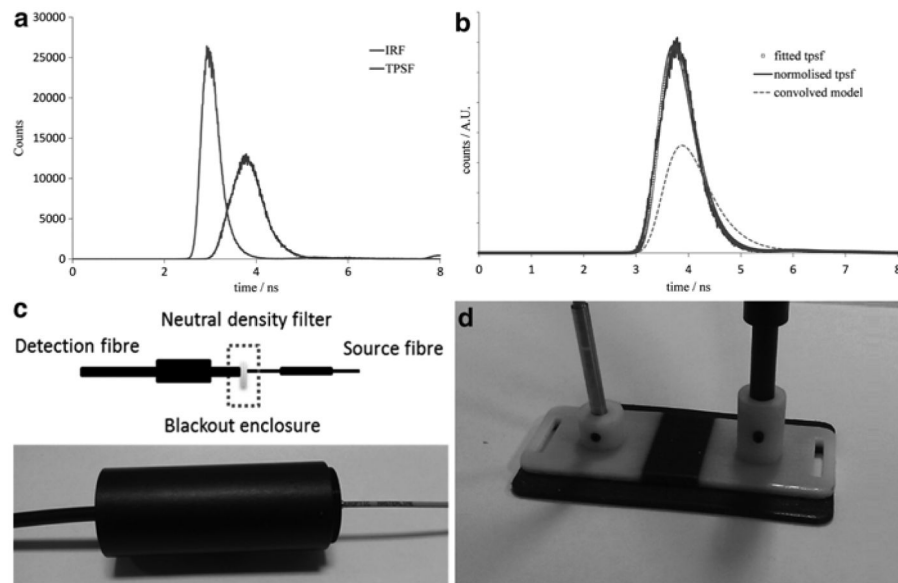 a
30000
25000
20000
15000
10000
5000
0
Counts
0 2 4 6 8
time / ns
IRF
TPSF
b
counts / A.U.
0 1 2 3 4 5 6 7 8
time / ns
fitted tpsf
normolised tpsf
convolved model
c
Neutral density filter
Detection fibre
Source fibre
Blackout enclosure
d